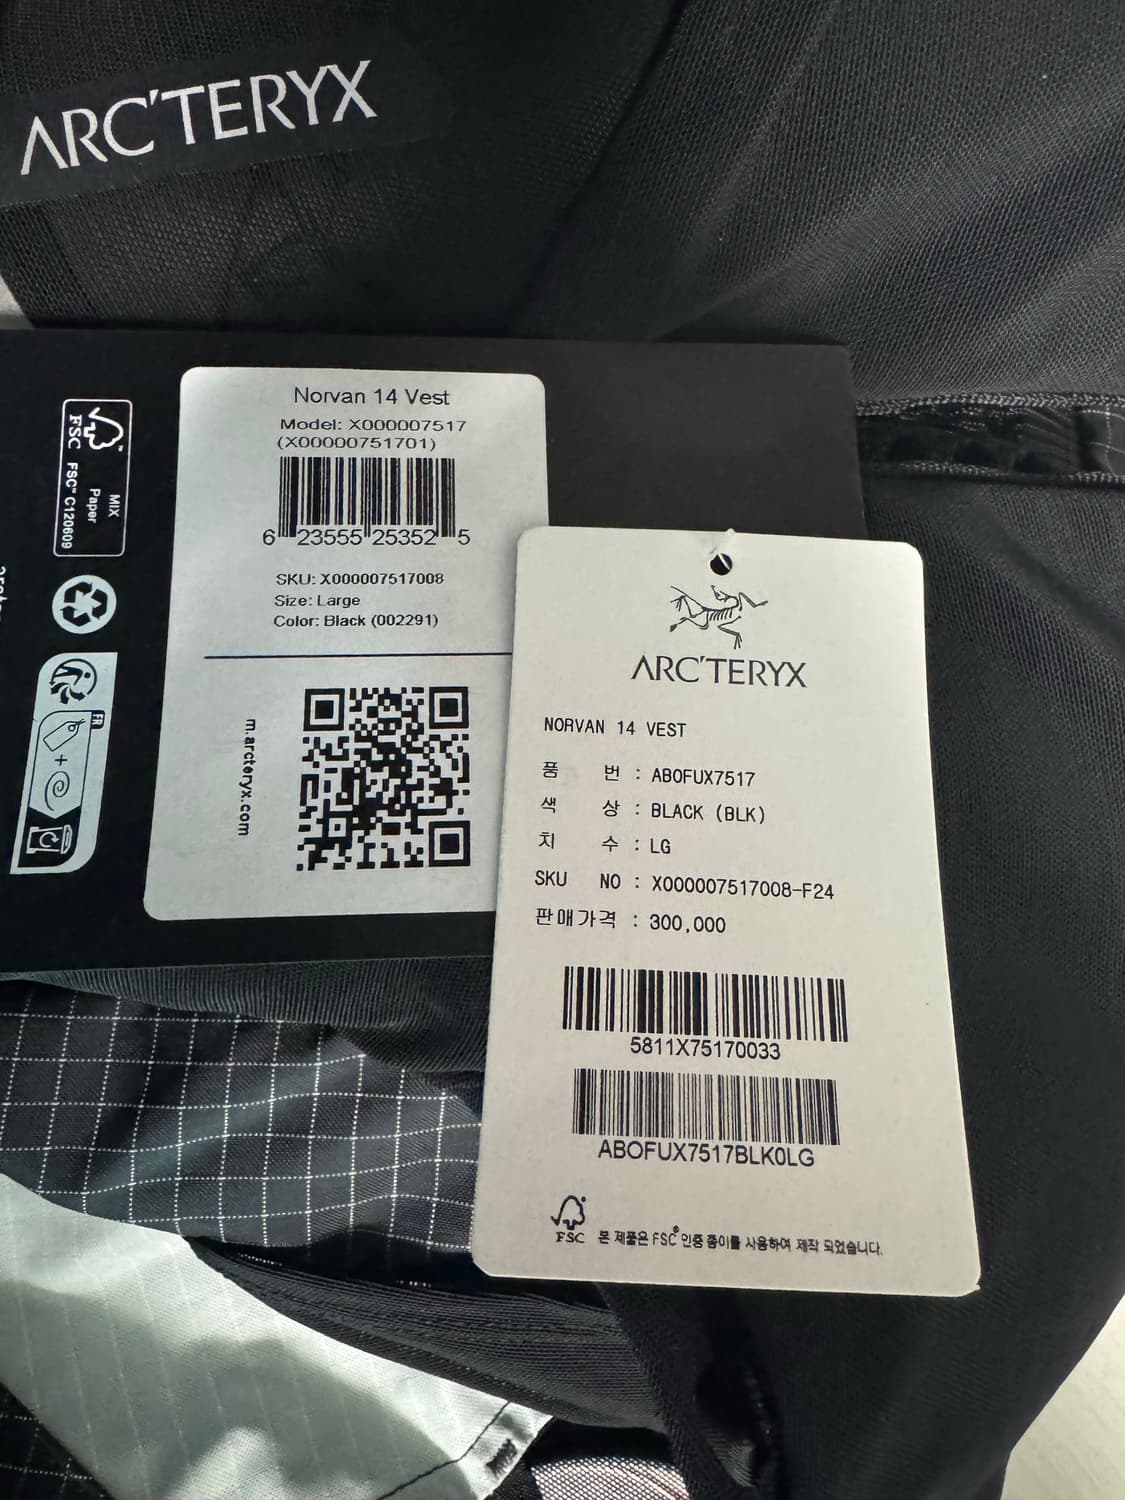 ARC'TERYX
FSC
MIX
Paper
FSC™ C120609
FR
+
Norvan 14 Vest
Model: X000007517
(X00000751701)
6 23555 25352 5
SKU: X000007517008
Size: Large
Color: Black (002291)
m.arcteryx.com
ARC'TERYX
NORVAN 14 VEST
품 번 : ABOFUX7517
색 상 : BLACK (BLK)
치 수 : LG
SKU NO : X000007517008-F24
판매가격 : 300,000
5811X75170033
ABOFUX7517BLK0LG
FSC
본 제품은 FSC® 인증 종이를 사용하여 제작 되었습니다.